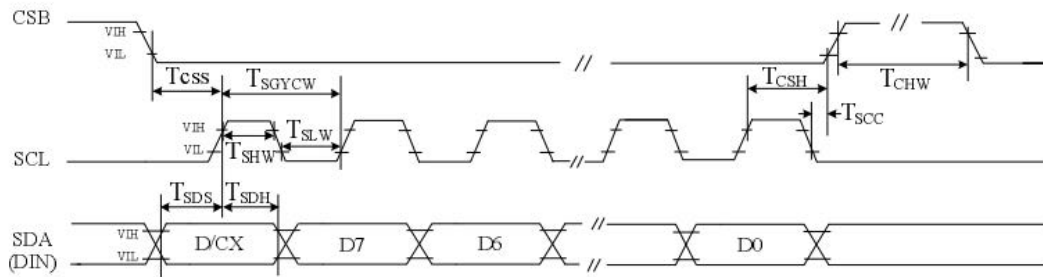 CSB
VIH
VIL
//
//
Tcss
TSGYCW
TCSH
TCHW
SCL
VIH
VIL
TSHW
TSLW
TSCC
//
TSDS
TSDH
SDA
(DIN)
VIH
VIL
D/CX
D7
D6
//
//
D0